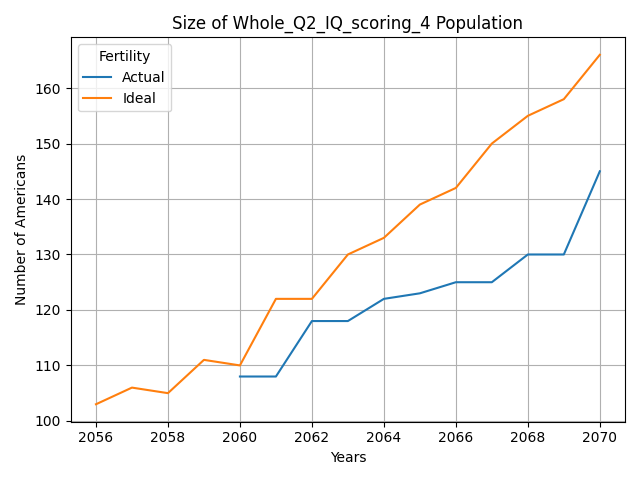 Size of Whole_Q2_IQ_scoring_4 Population
Fertility
Actual
Ideal
Number of Americans
160
150
140
130
120
110
100
2056 2058 2060 2062 2064 2066 2068 2070
Years